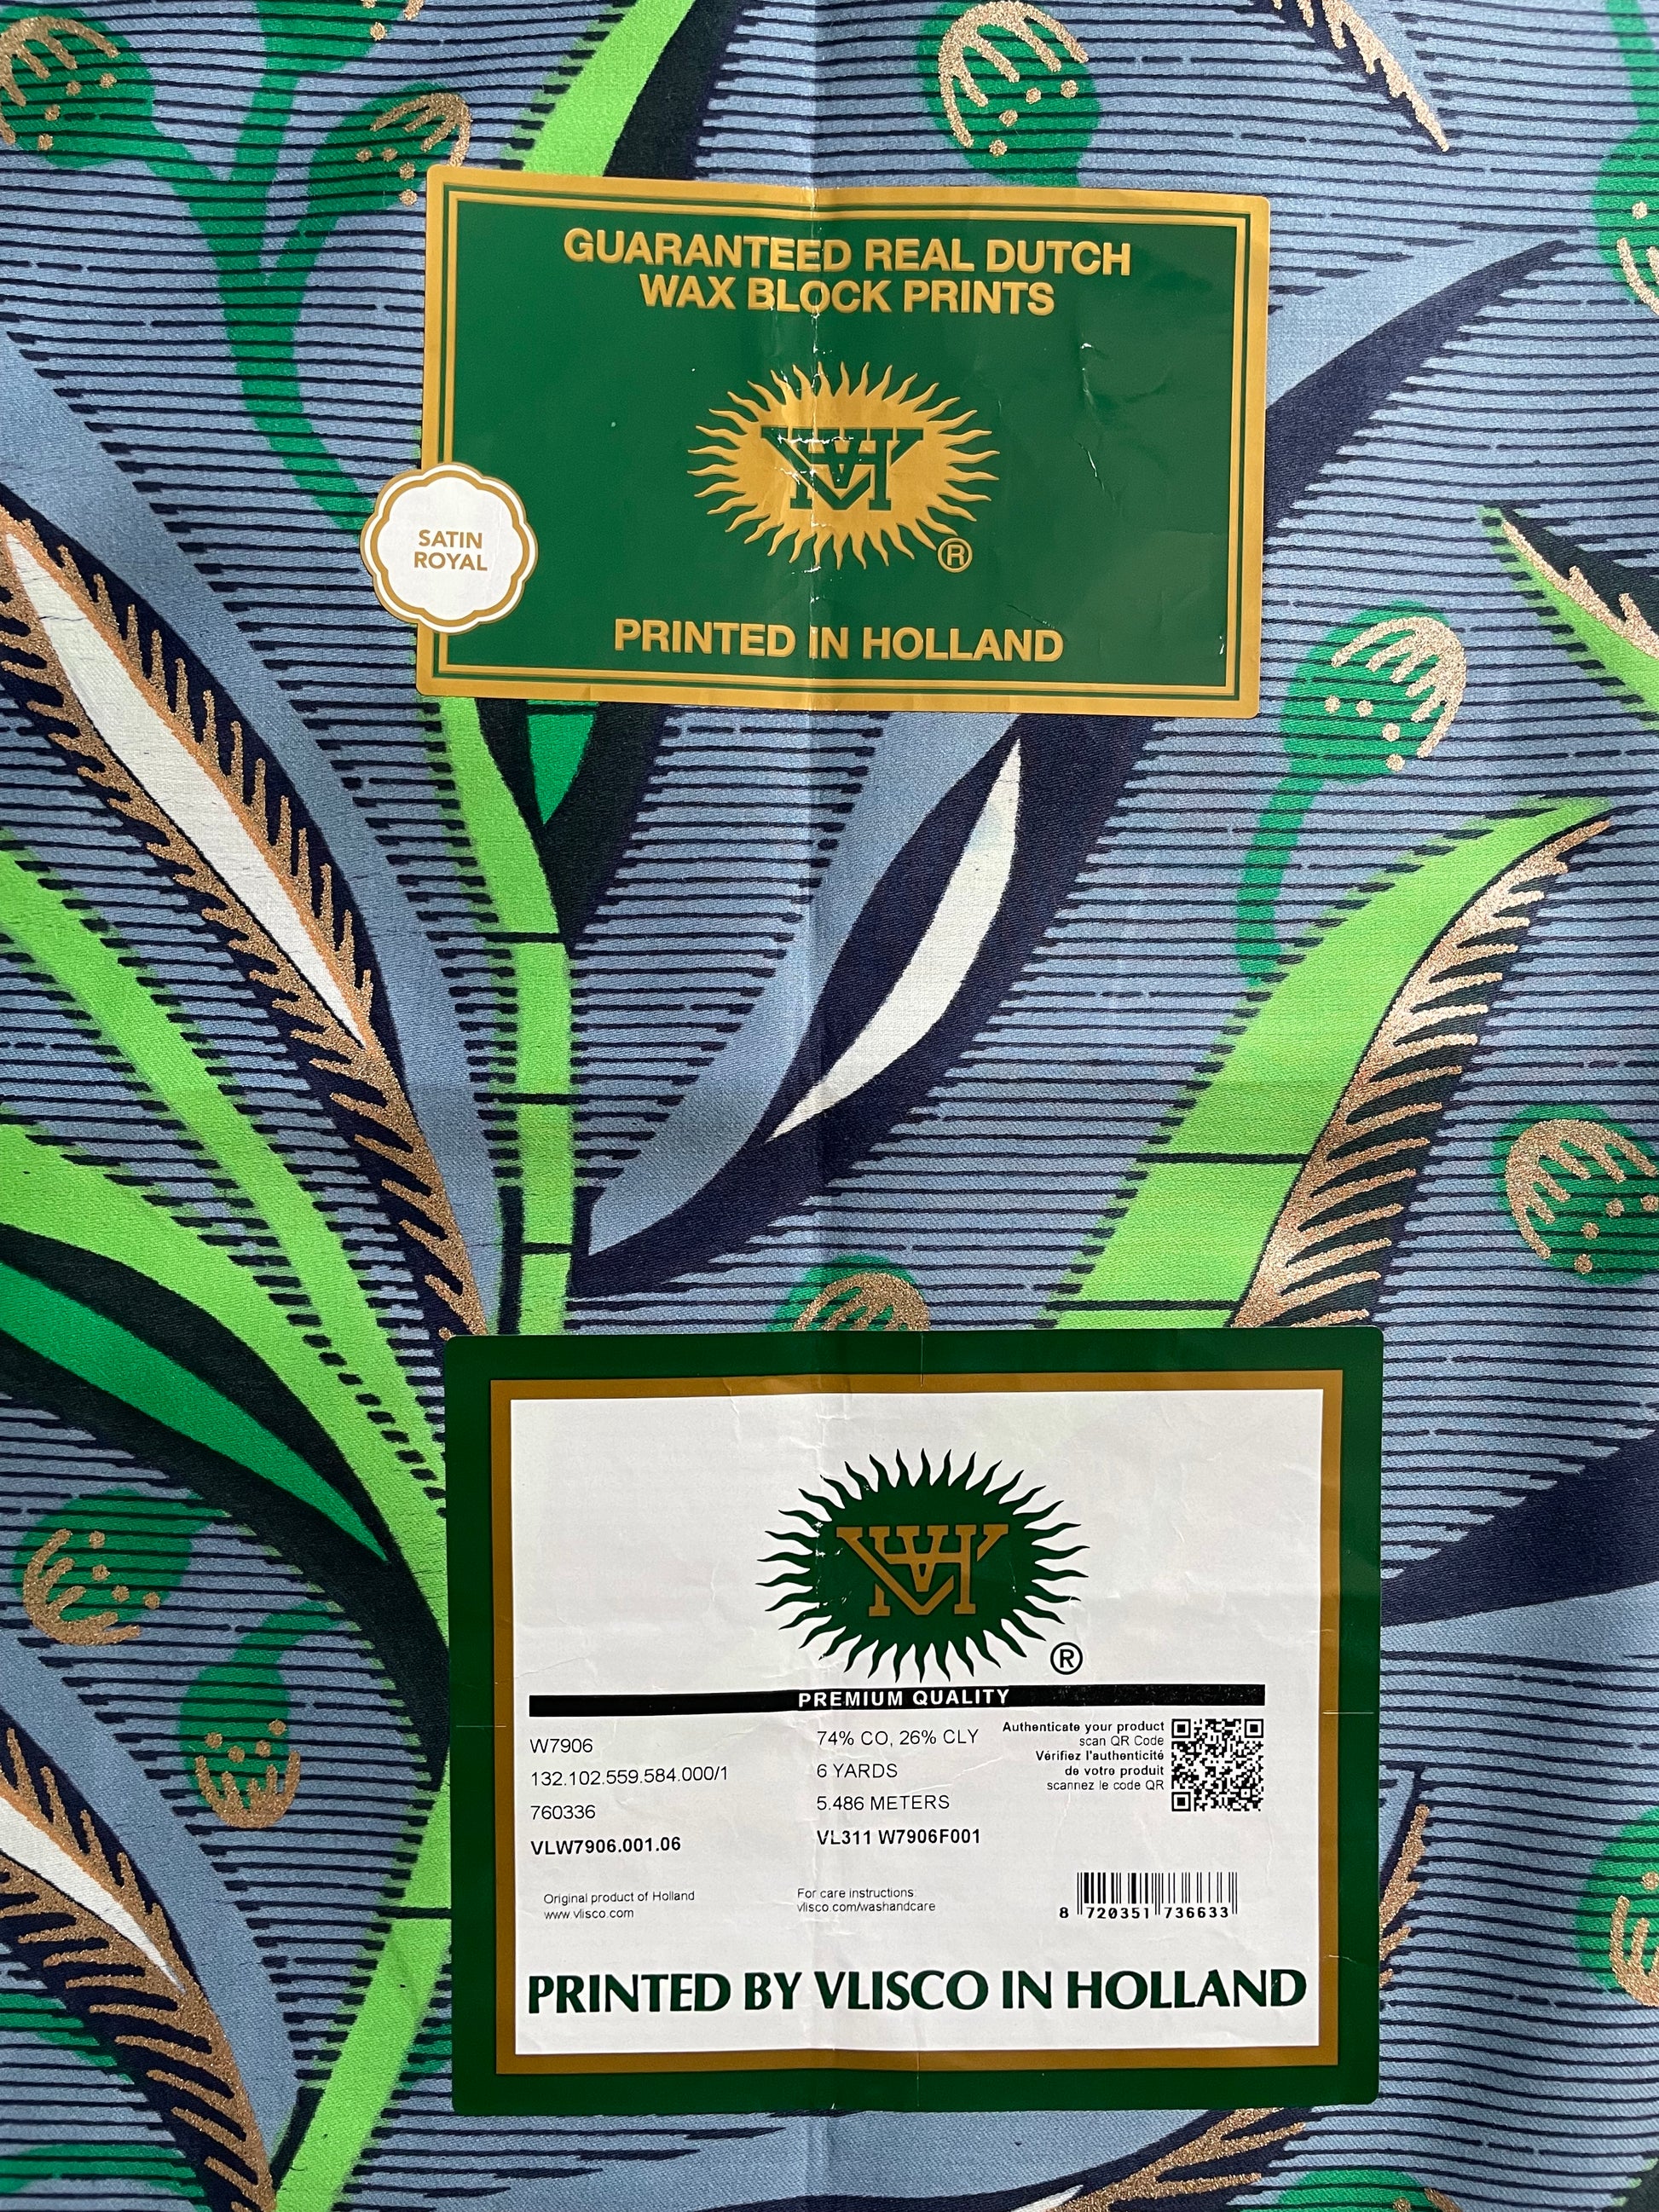 GUARANTEED REAL DUTCH
WAX BLOCK PRINTS
®
SATIN
ROYAL
PRINTED IN HOLLAND
®
PREMIUM QUALITY
W7906
132.102.559.584.000/1
760336
VLW7906.001.06
74% CO, 26% CLY
6 YARDS
5.486 METERS
VL311 W7906F001
Authenticate your product
scan QR Code
Vérifiez l'authenticité
de votre produit
scannez le code QR
Original product of Holland
www.vlisco.com
For care instructions
vlisco.com/washandcare
8 720351 736633
PRINTED BY VLISCO IN HOLLAND